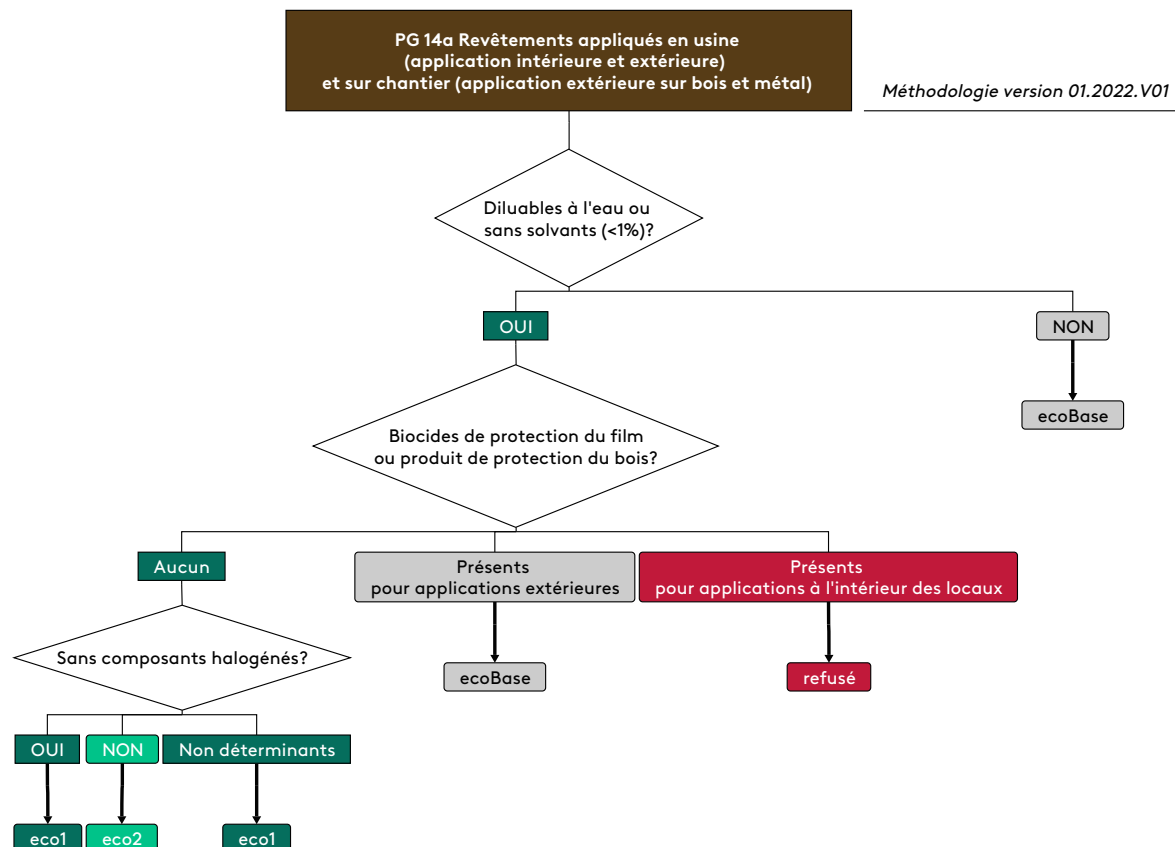 PG 14a Revêtements appliqués en usine
(application intérieure et extérieure)
et sur chantier (application extérieure sur bois et métal)
Méthodologie version 01.2022.V01
Diluables à l'eau ou
sans solvants (<1%)?
OUI
NON
ecoBase
Biocides de protection du film
ou produit de protection du bois?
Aucun
Présents
pour applications extérieures
Présents
pour applications à l'intérieur des locaux
Sans composants halogénés?
ecoBase
refusé
OUI
NON
Non déterminants
eco1
eco2
eco1